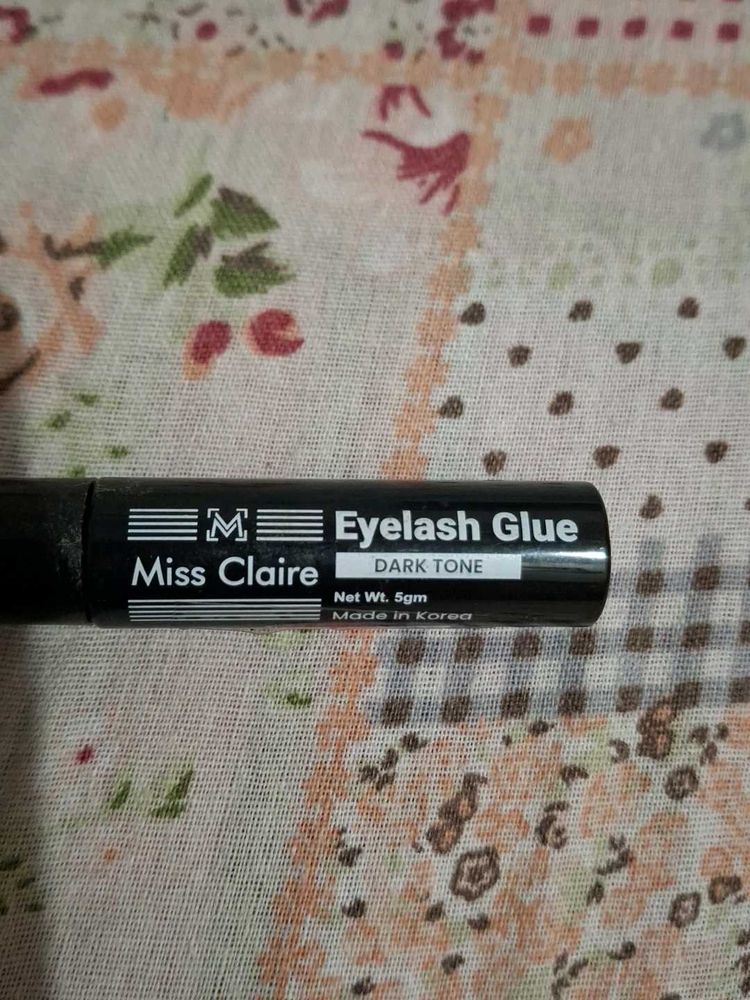 M
Miss Claire
Eyelash Glue
DARK TONE
Net Wt. 5gm
Made in Korea